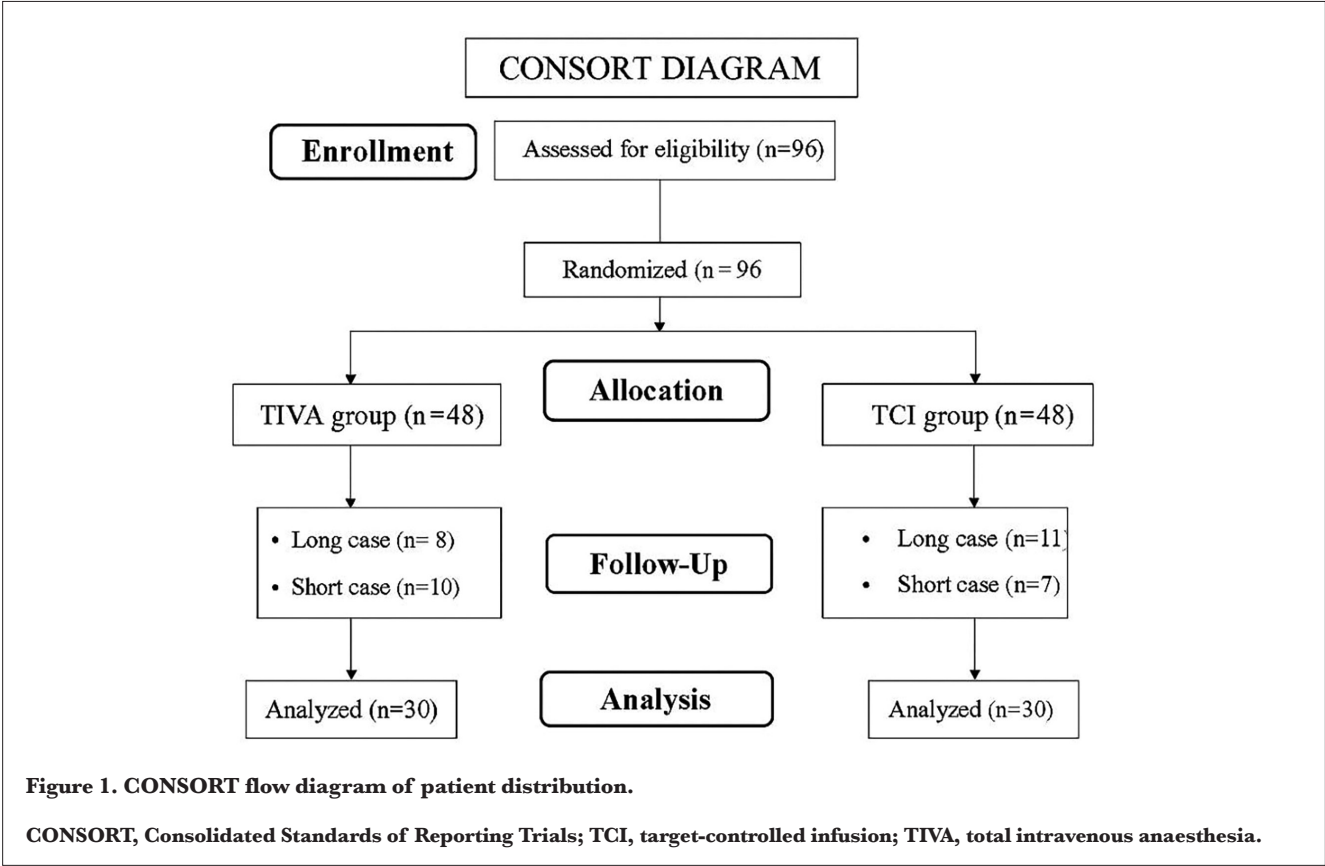 CONSORT DIAGRAM
Enrollment
Assessed for eligibility (n=96)
Randomized (n = 96
Allocation
TIVA group (n =48)
TCI group (n=48)
• Long case (n= 8)
• Short case (n=10)
Follow-Up
• Long case (n=11)
• Short case (n=7)
Analyzed (n=30)
Analysis
Analyzed (n=30)
Figure 1. CONSORT flow diagram of patient distribution.
CONSORT, Consolidated Standards of Reporting Trials; TCI, target-controlled infusion; TIVA, total intravenous anaesthesia.